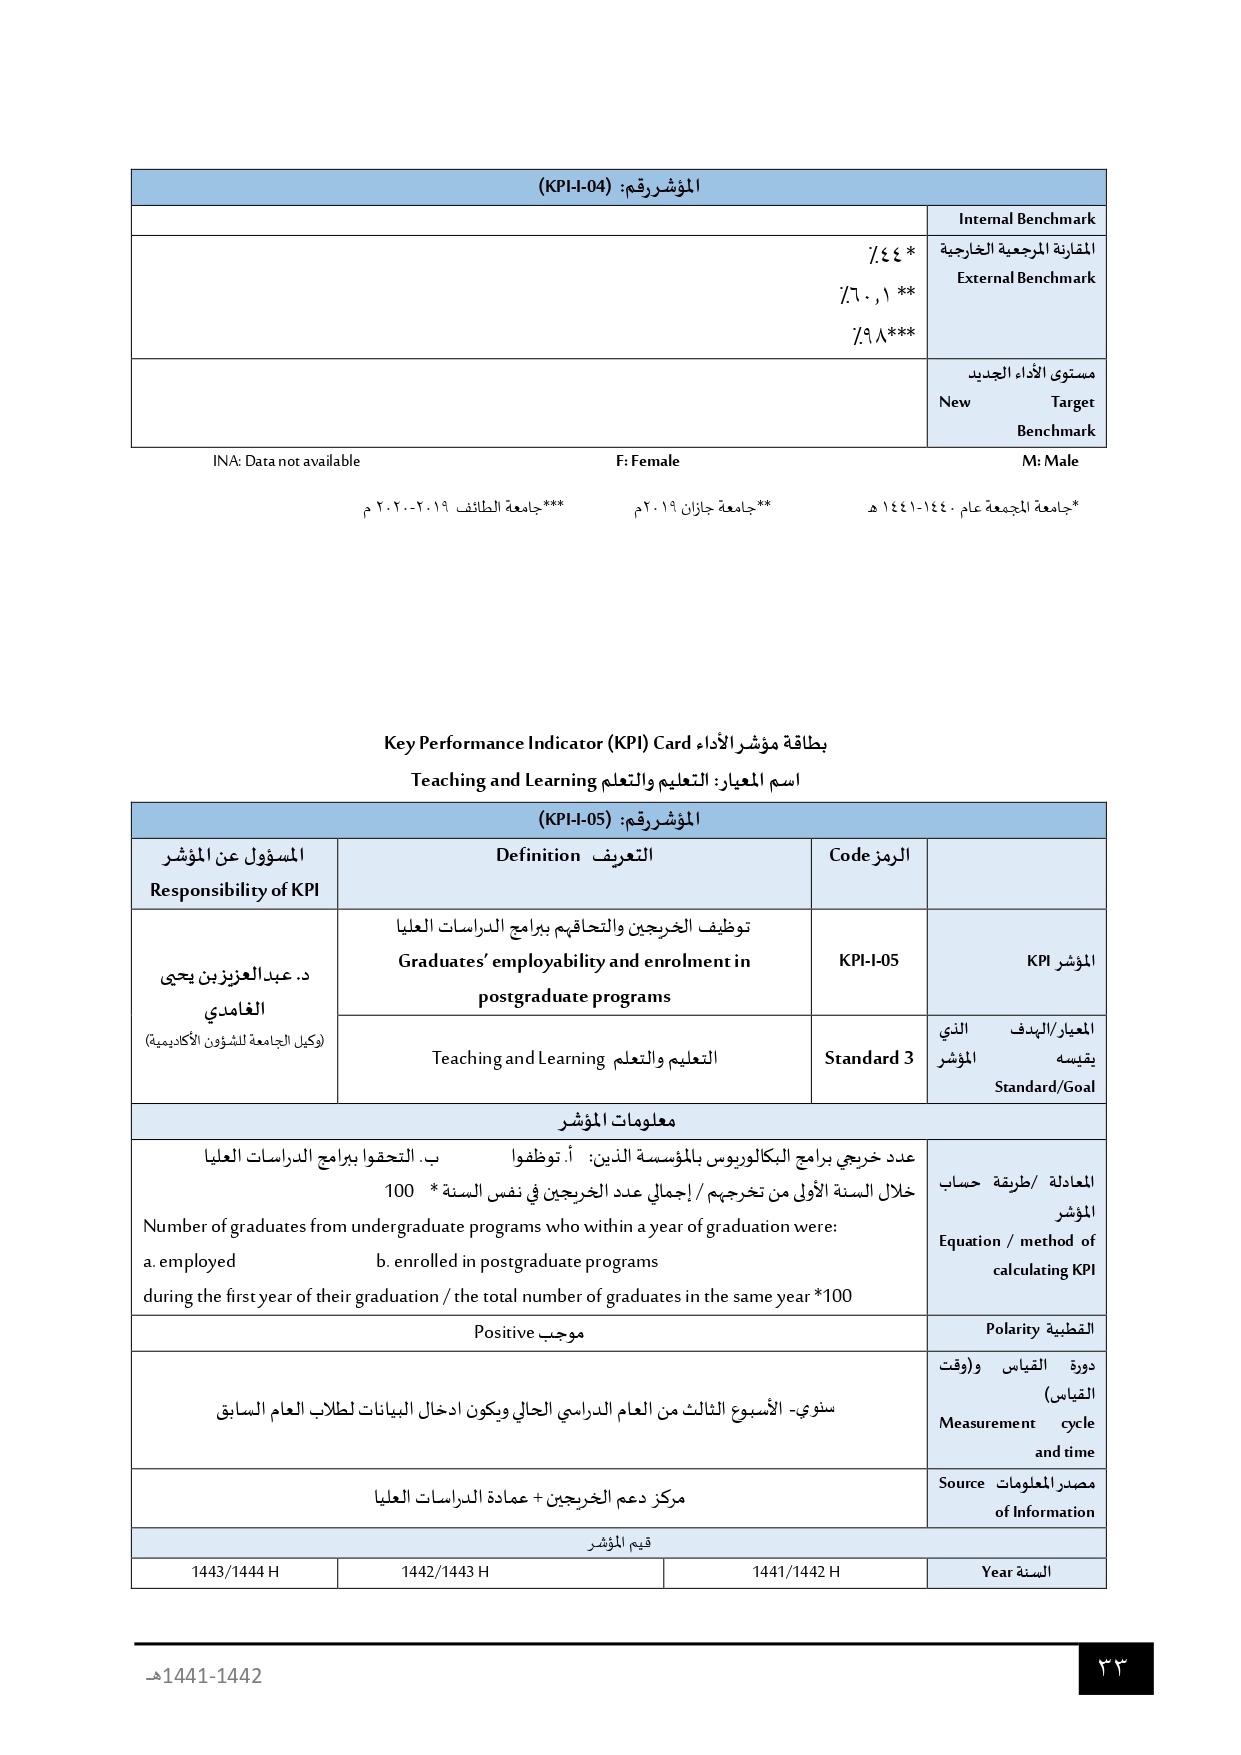 المؤشر رقم: (KPI-I-04)
Internal Benchmark
المقارنة المرجعية الخارجية
External Benchmark
* ٤٤٪
** ٦٠,١٪
***٩٨٪
مستوى الأداء الجديد
New Target
Benchmark
M: Male F: Female INA: Data not available
*جامعة المجمعة عام ١٤٤٠-١٤٤١ هـ **جامعة جازان ٢٠١٩م ***جامعة الطائف ٢٠١٩-٢٠٢٠ م
بطاقة مؤشر الأداء Key Performance Indicator (KPI) Card
اسم المعيار: التعليم والتعلم Teaching and Learning
المؤشر رقم: (KPI-I-05)
الرمز Code
التعريف Definition
المسؤول عن المؤشر
Responsibility of KPI
المؤشر KPI
KPI-I-05
توظيف الخريجين والتحاقهم ببرامج الدراسات العليا
Graduates’ employability and enrolment in
postgraduate programs
د. عبدالعزيز بن يحيى
الغامدي
(وكيل الجامعة للشؤون الأكاديمية)
المعيار/الهدف الذي
يقيسه المؤشر
Standard/Goal
Standard 3
التعليم والتعلم Teaching and Learning
معلومات المؤشر
المعادلة /طريقة حساب
المؤشر
Equation / method of
calculating KPI
عدد خريجي برامج البكالوريوس بالمؤسسة الذين: أ. توظفوا ب. التحقوا ببرامج الدراسات العليا
خلال السنة الأولى من تخرجهم / إجمالي عدد الخريجين في نفس السنة * 100
Number of graduates from undergraduate programs who within a year of graduation were:
a. employed b. enrolled in postgraduate programs
during the first year of their graduation / the total number of graduates in the same year *100
القطبية Polarity
موجب Positive
دورة القياس و(وقت
القياس)
Measurement cycle
and time
سنوي- الأسبوع الثالث من العام الدراسي الحالي ويكون ادخال البيانات لطلاب العام السابق
مصدر المعلومات Source
of Information
مركز دعم الخريجين + عمادة الدراسات العليا
قيم المؤشر
السنة Year
1441/1442 H
1442/1443 H
1443/1444 H
1441-1442هـ
٣٣